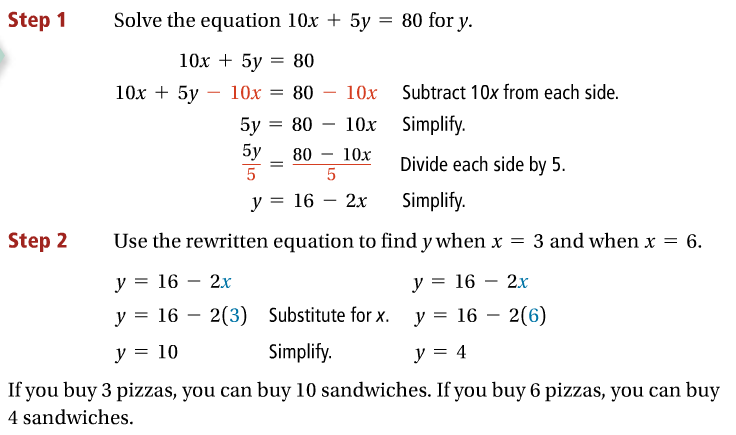 Step 1 Solve the equation 10x + 5y = 80 for y.
10x + 5y = 80
10x + 5y − 10x = 80 − 10x Subtract 10x from each side.
5y = 80 − 10x Simplify.
5y/5 = (80 − 10x)/5 Divide each side by 5.
y = 16 − 2x Simplify.
Step 2 Use the rewritten equation to find y when x = 3 and when x = 6.
y = 16 − 2x y = 16 − 2x
y = 16 − 2(3) Substitute for x. y = 16 − 2(6)
y = 10 Simplify. y = 4
If you buy 3 pizzas, you can buy 10 sandwiches. If you buy 6 pizzas, you can buy
4 sandwiches.